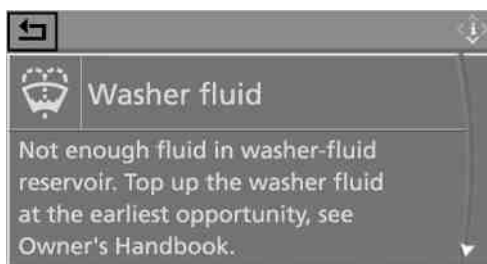 Washer fluid
Not enough fluid in washer-fluid
reservoir. Top up the washer fluid
at the earliest opportunity, see
Owner's Handbook.